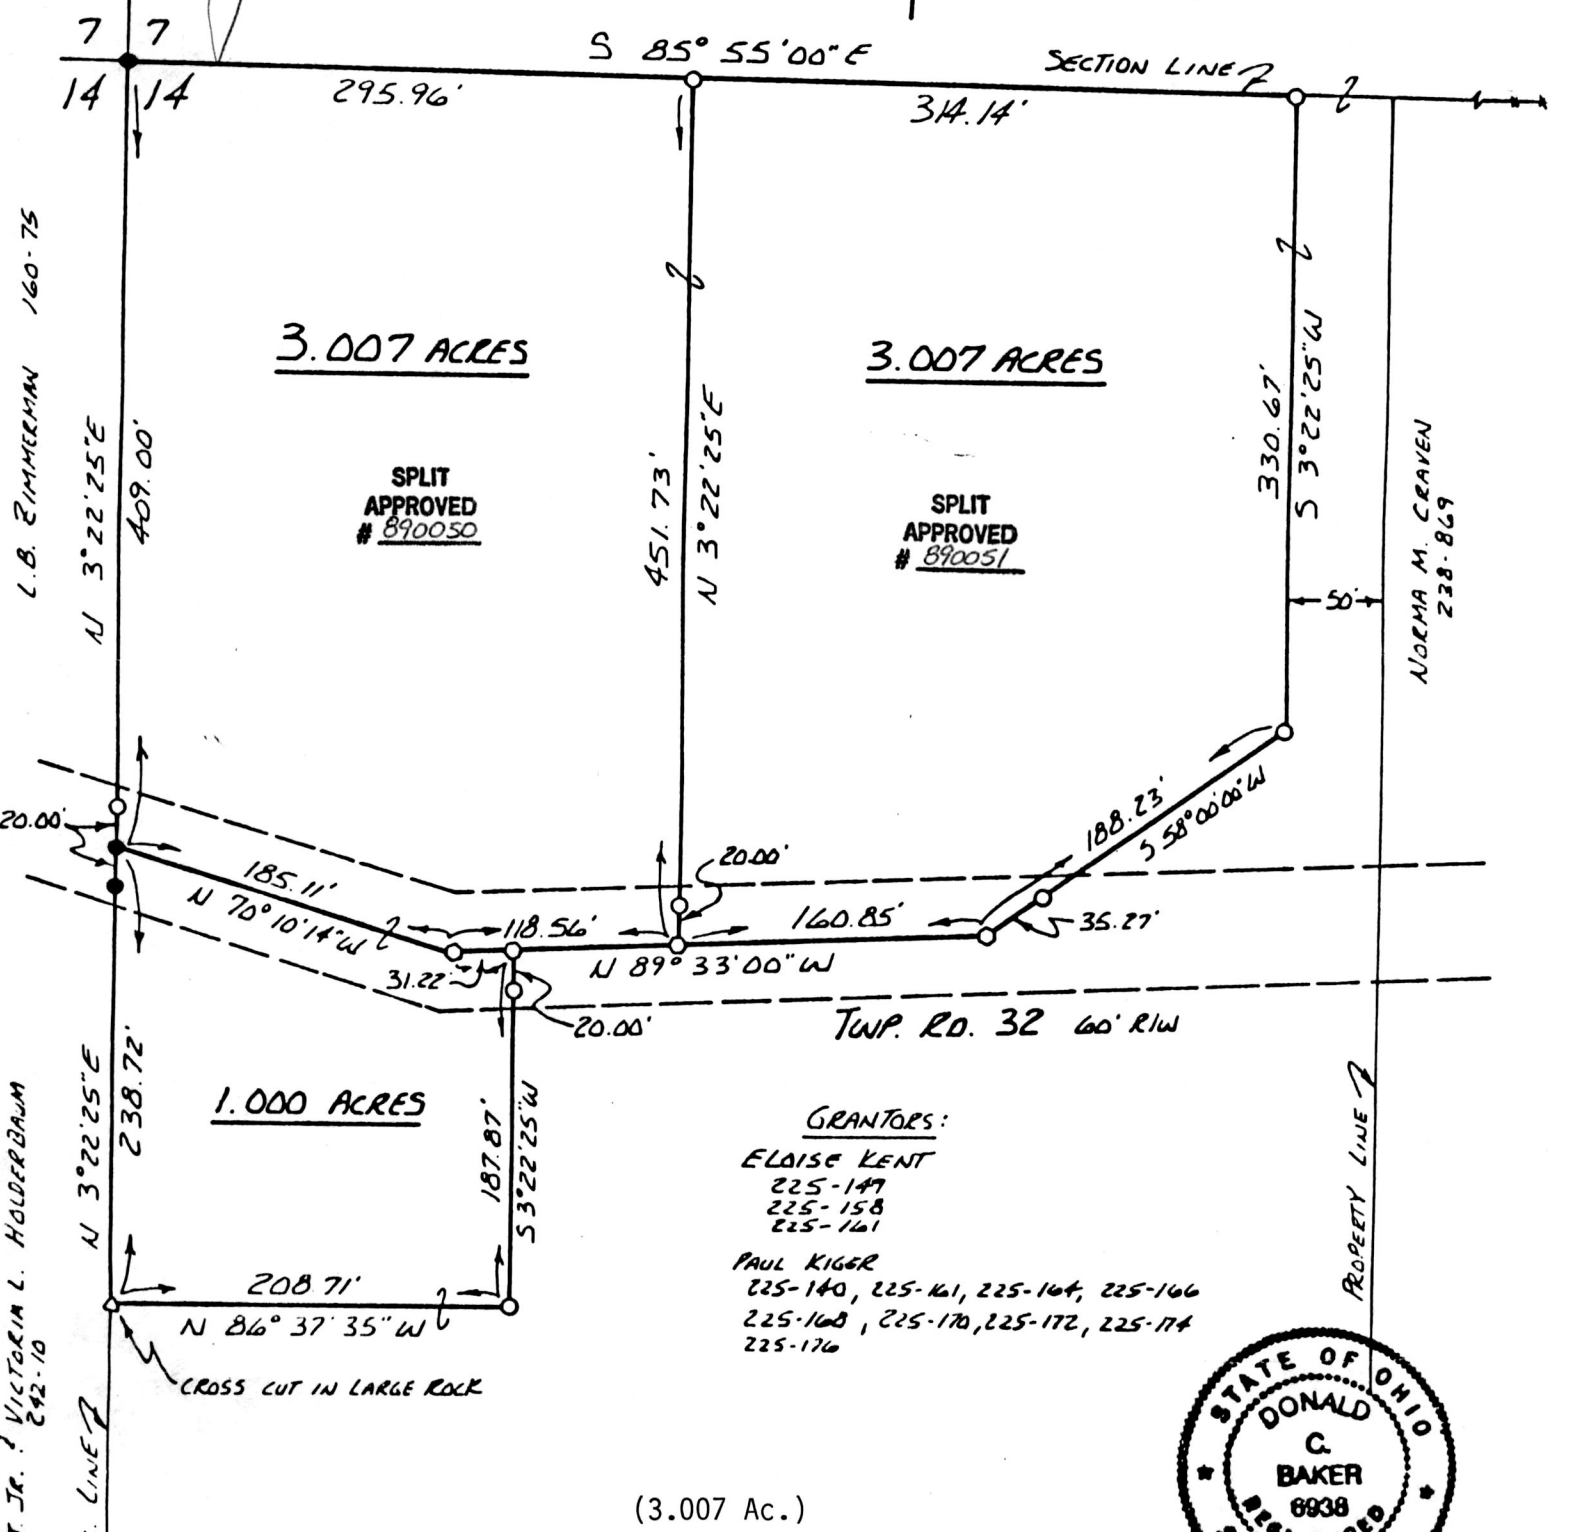 7 7
14 14
S 85° 55'00" E
SECTION LINE
295.96'
314.14'
L.B. ZIMMERMAN 160-75
N 3°22'25"E
409.00'
3.007 ACRES
3.007 ACRES
SPLIT
APPROVED
# 890050
SPLIT
APPROVED
# 890051
451.73'
N 3°22'25"E
330.67'
S 3°22'25"W
50'
NORMA M. CRAVEN
238-869
20.00'
185.11'
N 70°10'14"W
118.56'
31.22'
20.00'
160.85'
N 89°33'00"W
188.23'
S 58°00'00"W
35.27'
20.00'
TWP. RD. 32 60' R/W
N 3°22'25"E
238.72'
1.000 ACRES
187.87'
S 3°22'25"W
208.71'
N 86° 37' 35" W
CROSS CUT IN LARGE ROCK
GRANTORS:
ELOISE KENT
225-149
225-158
225-161
PAUL KIGER
225-140, 225-161, 225-164, 225-166
225-168, 225-170, 225-172, 225-174
225-176
PROPERTY LINE
JR. & VICTORIA L. HOLDERBAUM
242-10
LINE
(3.007 Ac.)
STATE OF OHIO
DONALD
C.
BAKER
6938